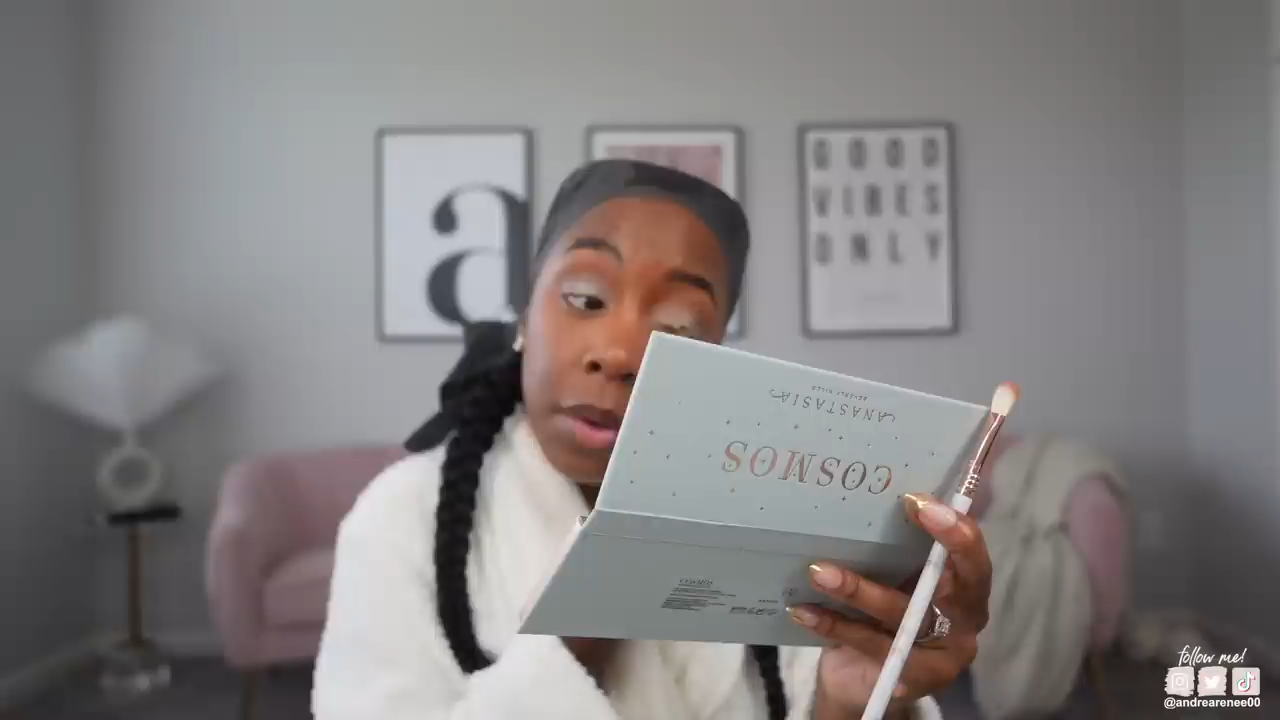 a
GOOD
VIBES
ONLY
ANASTASIA
BEVERLY HILLS
COSMOS
follow me!
@andrearenee00